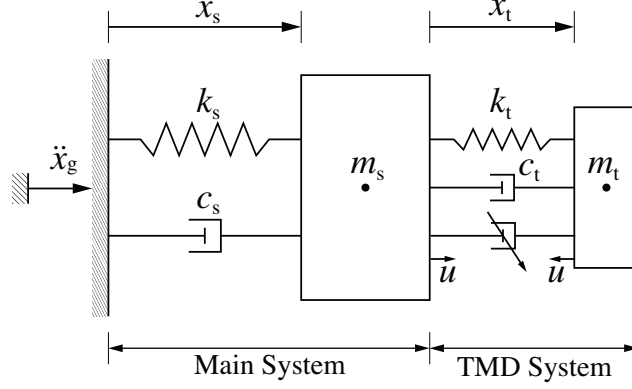 x_s x_t
k_s k_t
ẍ_g m_s c_t m_t
c_s
u u
Main System TMD System